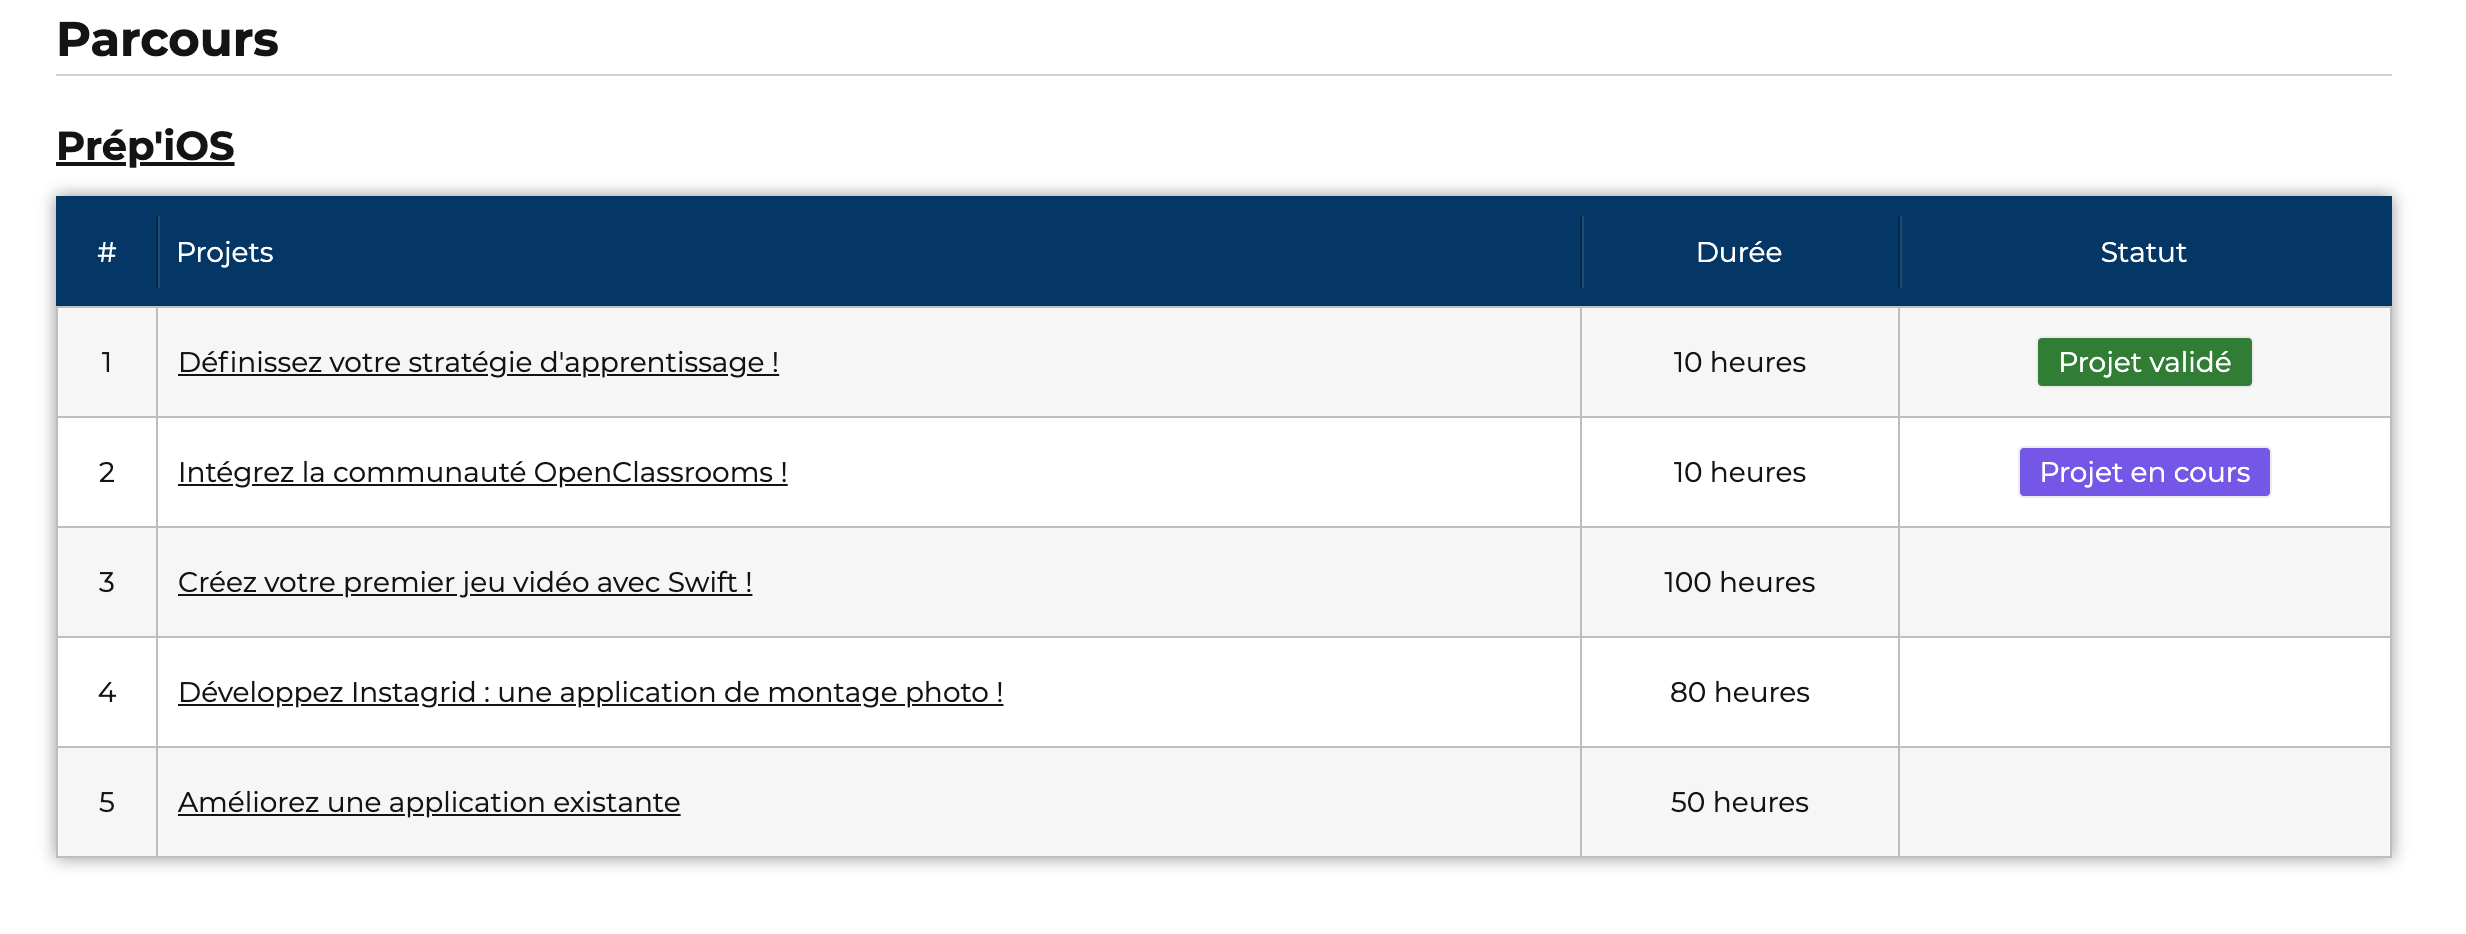 Parcours
Prép'iOS
# Projets Durée Statut
1 Définissez votre stratégie d'apprentissage ! 10 heures Projet validé
2 Intégrez la communauté OpenClassrooms ! 10 heures Projet en cours
3 Créez votre premier jeu vidéo avec Swift ! 100 heures
4 Développez Instagrid : une application de montage photo ! 80 heures
5 Améliorez une application existante 50 heures